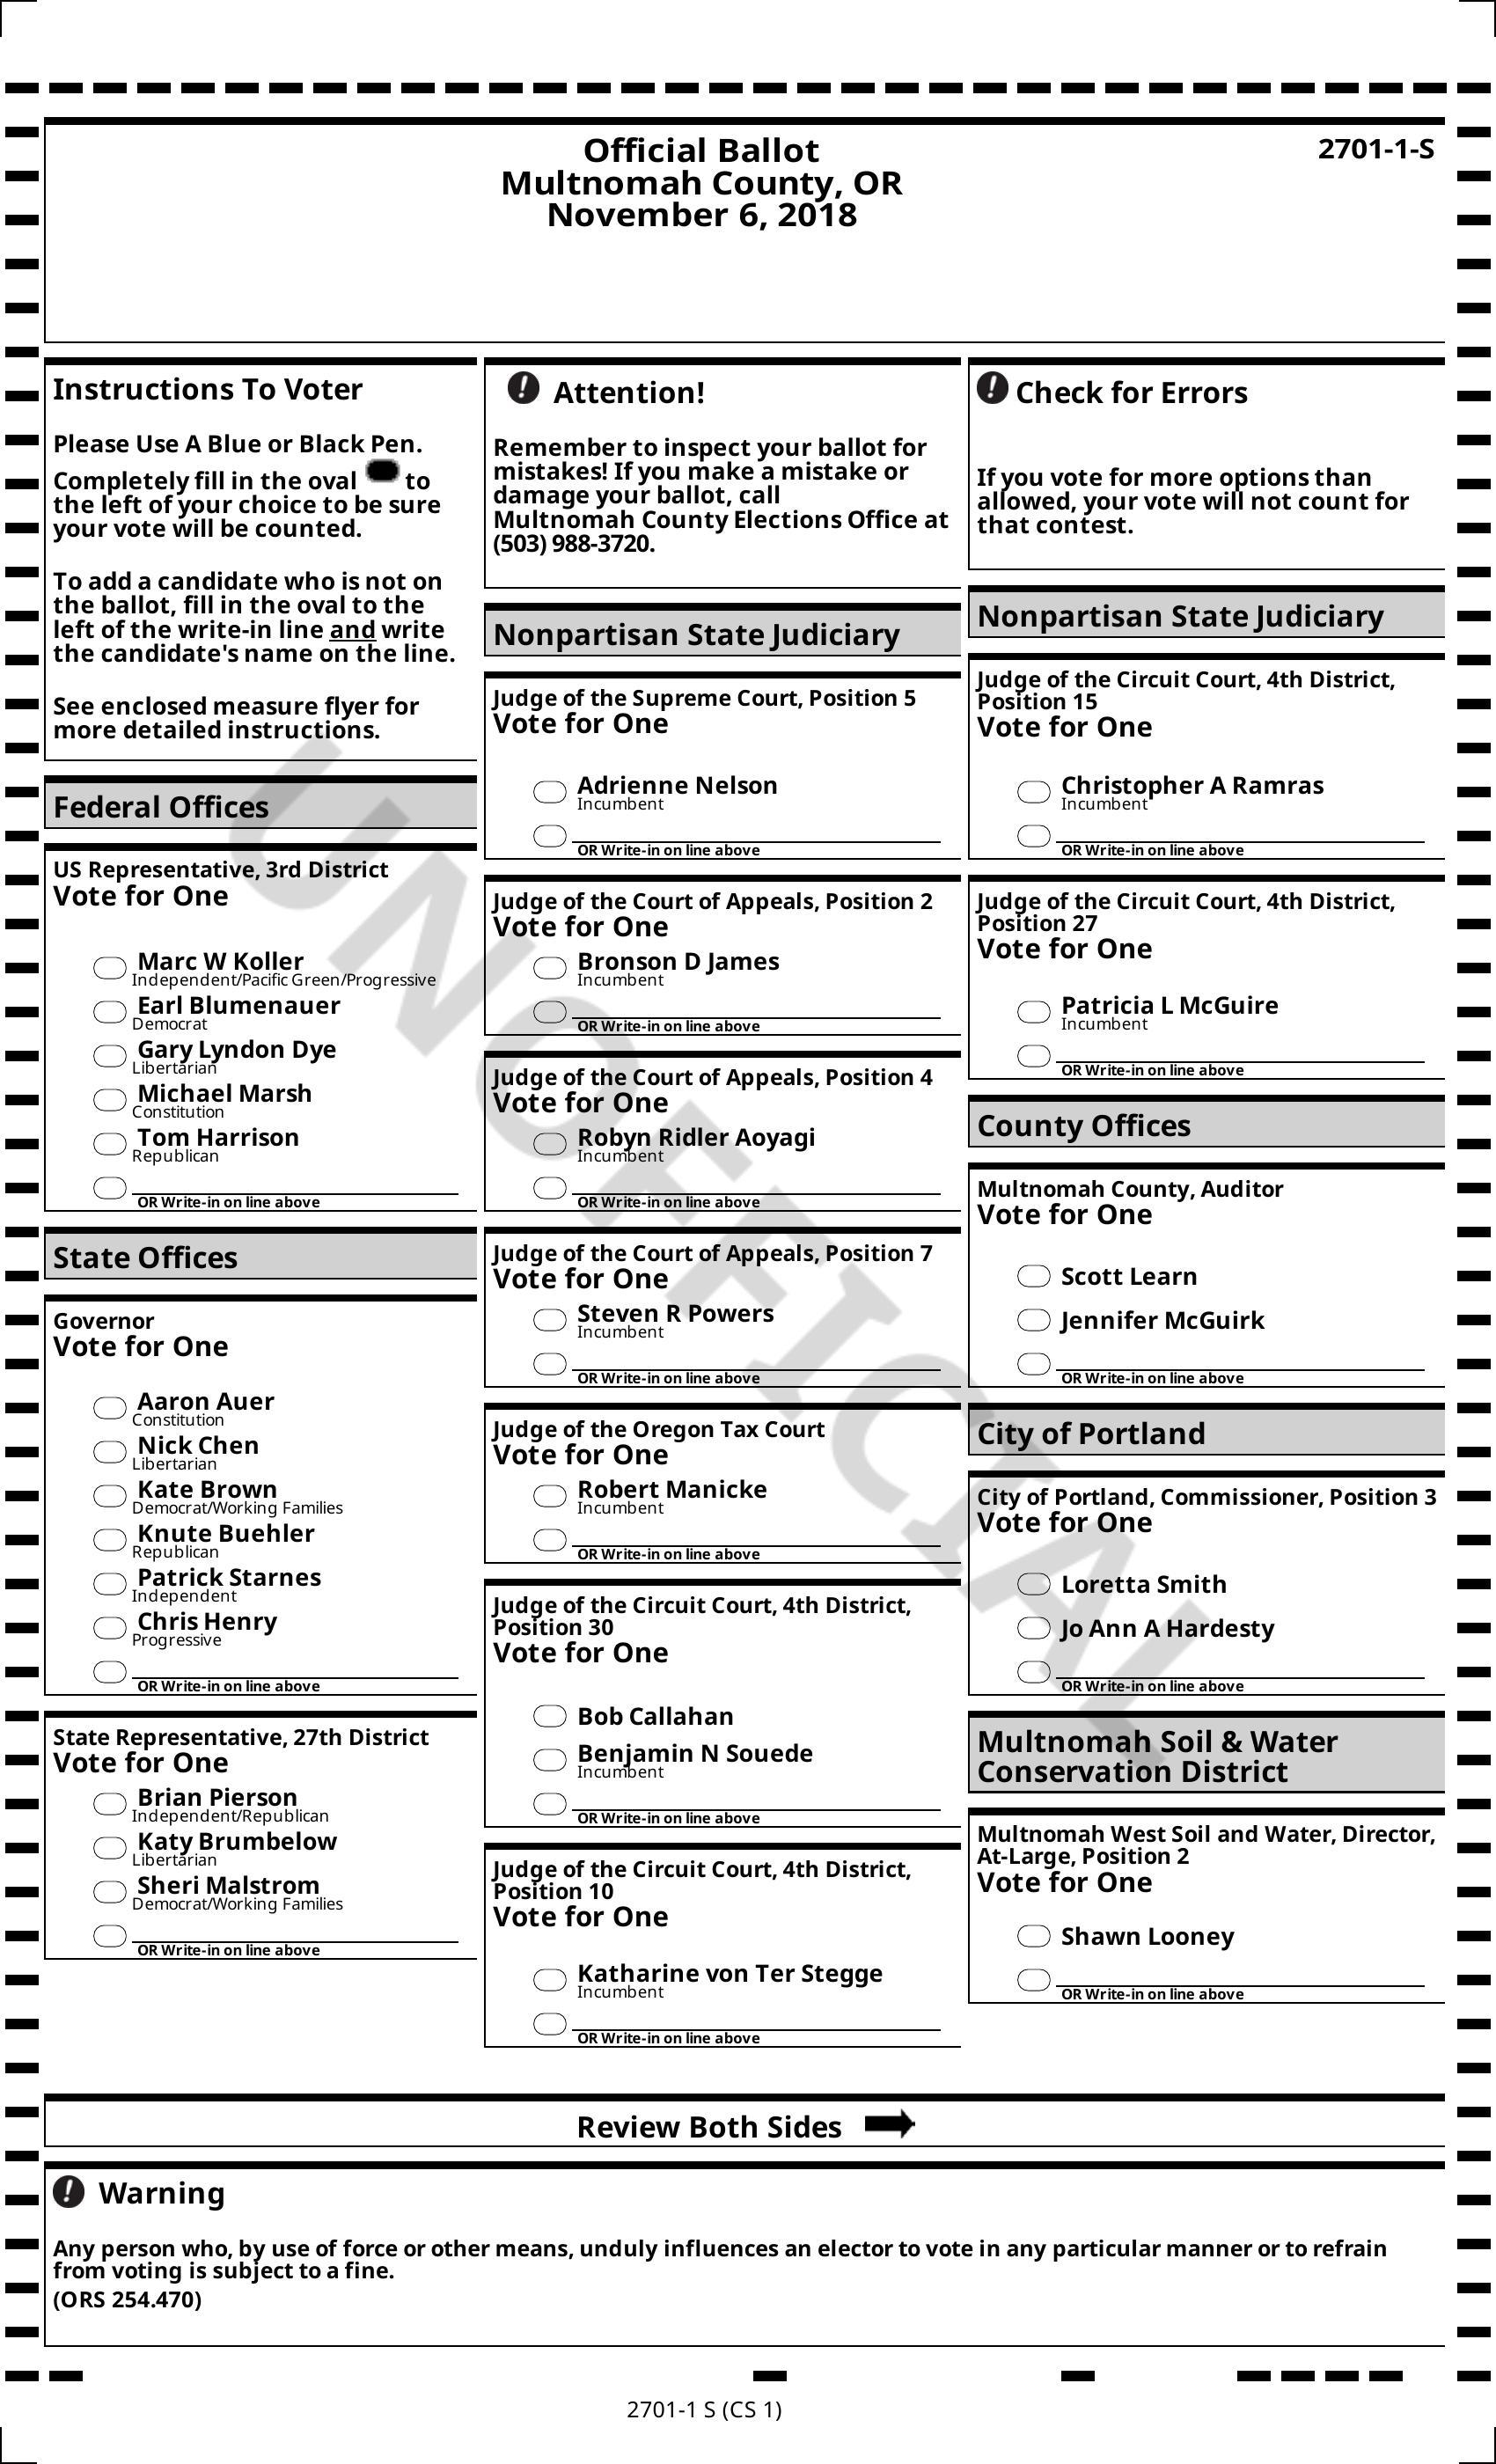 Official Ballot
Multnomah County, OR
November 6, 2018
2701-1-S
Instructions To Voter
Please Use A Blue or Black Pen.
Completely fill in the oval to
the left of your choice to be sure
your vote will be counted.
To add a candidate who is not on
the ballot, fill in the oval to the
left of the write-in line and write
the candidate's name on the line.
See enclosed measure flyer for
more detailed instructions.
Federal Offices
US Representative, 3rd District
Vote for One
Marc W Koller
Independent/Pacific Green/Progressive
Earl Blumenauer
Democrat
Gary Lyndon Dye
Libertarian
Michael Marsh
Constitution
Tom Harrison
Republican
OR Write-in on line above
State Offices
Governor
Vote for One
Aaron Auer
Constitution
Nick Chen
Libertarian
Kate Brown
Democrat/Working Families
Knute Buehler
Republican
Patrick Starnes
Independent
Chris Henry
Progressive
OR Write-in on line above
State Representative, 27th District
Vote for One
Brian Pierson
Independent/Republican
Katy Brumbelow
Libertarian
Sheri Malstrom
Democrat/Working Families
OR Write-in on line above
! Attention!
Remember to inspect your ballot for
mistakes! If you make a mistake or
damage your ballot, call
Multnomah County Elections Office at
(503) 988-3720.
Nonpartisan State Judiciary
Judge of the Supreme Court, Position 5
Vote for One
Adrienne Nelson
Incumbent
OR Write-in on line above
Judge of the Court of Appeals, Position 2
Vote for One
Bronson D James
Incumbent
OR Write-in on line above
Judge of the Court of Appeals, Position 4
Vote for One
Robyn Ridler Aoyagi
Incumbent
OR Write-in on line above
Judge of the Court of Appeals, Position 7
Vote for One
Steven R Powers
Incumbent
OR Write-in on line above
Judge of the Oregon Tax Court
Vote for One
Robert Manicke
Incumbent
OR Write-in on line above
Judge of the Circuit Court, 4th District,
Position 30
Vote for One
Bob Callahan
Benjamin N Souede
Incumbent
OR Write-in on line above
Judge of the Circuit Court, 4th District,
Position 10
Vote for One
Katharine von Ter Stegge
Incumbent
OR Write-in on line above
! Check for Errors
If you vote for more options than
allowed, your vote will not count for
that contest.
Nonpartisan State Judiciary
Judge of the Circuit Court, 4th District,
Position 15
Vote for One
Christopher A Ramras
Incumbent
OR Write-in on line above
Judge of the Circuit Court, 4th District,
Position 27
Vote for One
Patricia L McGuire
Incumbent
OR Write-in on line above
County Offices
Multnomah County, Auditor
Vote for One
Scott Learn
Jennifer McGuirk
OR Write-in on line above
City of Portland
City of Portland, Commissioner, Position 3
Vote for One
Loretta Smith
Jo Ann A Hardesty
OR Write-in on line above
Multnomah Soil & Water
Conservation District
Multnomah West Soil and Water, Director,
At-Large, Position 2
Vote for One
Shawn Looney
OR Write-in on line above
UNOFFICIAL
Review Both Sides
! Warning
Any person who, by use of force or other means, unduly influences an elector to vote in any particular manner or to refrain
from voting is subject to a fine.
(ORS 254.470)
2701-1 S (CS 1)